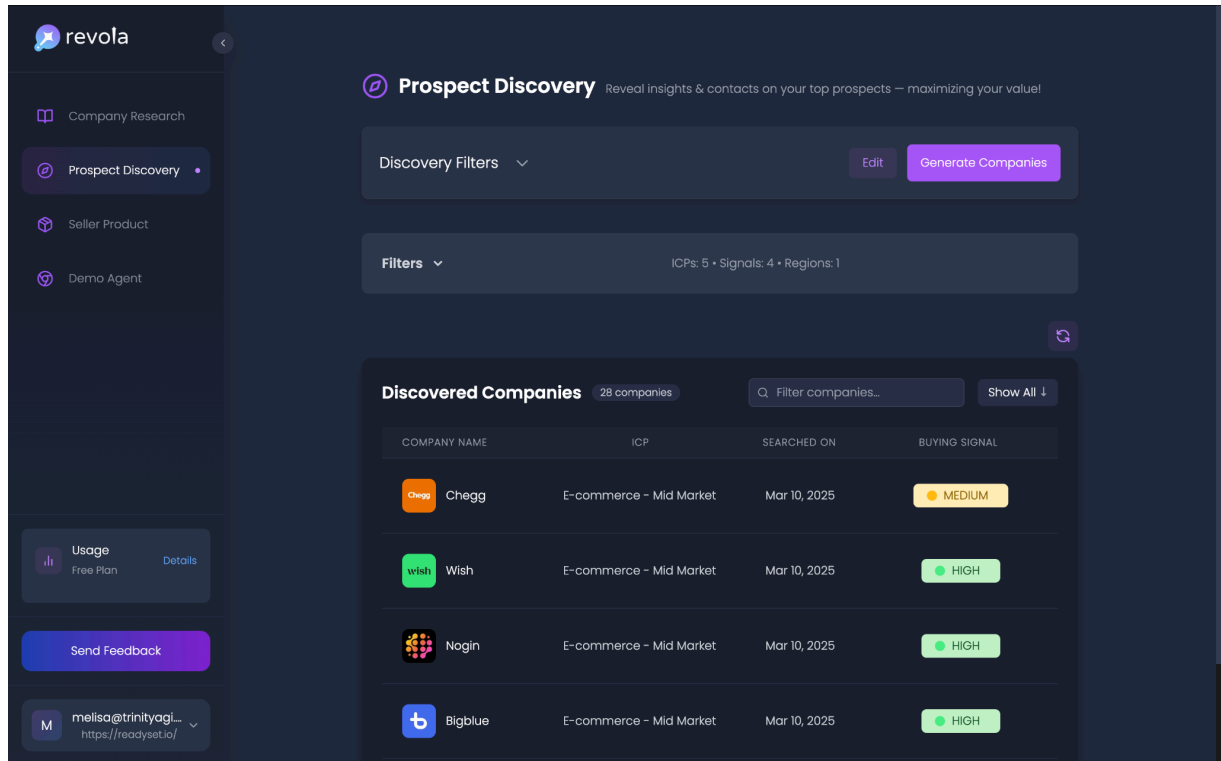 revola
Company Research
Prospect Discovery
Seller Product
Demo Agent
Usage
Free Plan
Details
Send Feedback
M
melisa@trinityagi....
https://readyset.io/
Prospect Discovery Reveal insights & contacts on your top prospects — maximizing your value!
Discovery Filters Edit Generate Companies
Filters ICPs: 5 • Signals: 4 • Regions: 1
Discovered Companies 28 companies Filter companies... Show All ↓
COMPANY NAME ICP SEARCHED ON BUYING SIGNAL
Chegg Chegg E-commerce - Mid Market Mar 10, 2025 MEDIUM
wish Wish E-commerce - Mid Market Mar 10, 2025 HIGH
Nogin E-commerce - Mid Market Mar 10, 2025 HIGH
b Bigblue E-commerce - Mid Market Mar 10, 2025 HIGH